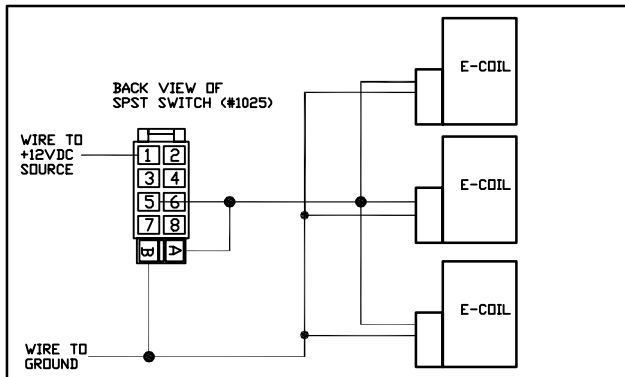 E-COIL
BACK VIEW OF
SPST SWITCH (#1025)
WIRE TO
+12VDC
SOURCE
1 2
3 4
5 6
7 8
B A
E-COIL
E-COIL
WIRE TO
GROUND